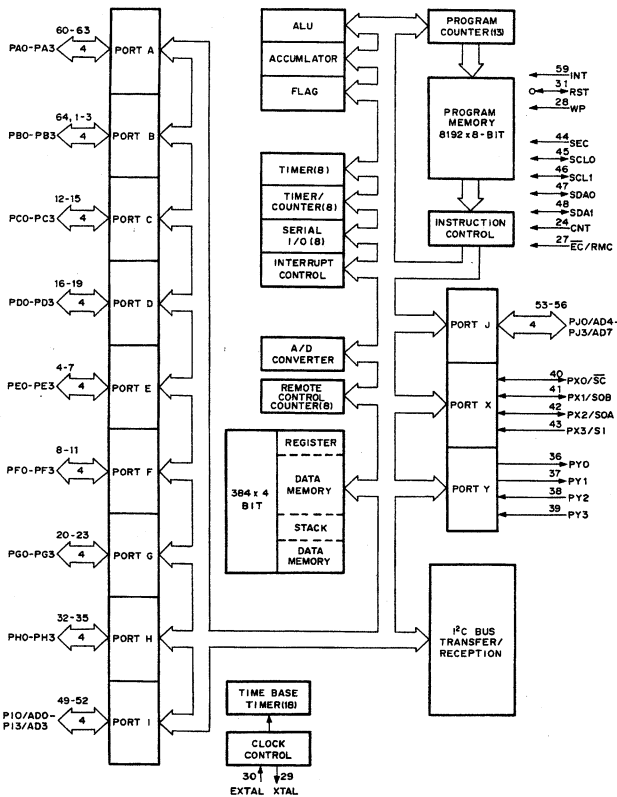 60-63
PA0-PA3
4
PORT A
64, 1-3
PB0-PB3
4
PORT B
12-15
PC0-PC3
4
PORT C
16-19
PD0-PD3
4
PORT D
4-7
PE0-PE3
4
PORT E
8-11
PF0-PF3
4
PORT F
20-23
PG0-PG3
4
PORT G
32-35
PH0-PH3
4
PORT H
49-52
PI0/AD0-
PI3/AD3
4
PORT I
ALU
ACCUMLATOR
FLAG
TIMER(8)
TIMER/
COUNTER(8)
SERIAL
I/O(8)
INTERRUPT
CONTROL
A/D
CONVERTER
REMOTE
CONTROL
COUNTER(8)
384 x 4
BIT
REGISTER
DATA
MEMORY
STACK
DATA
MEMORY
TIME BASE
TIMER(18)
CLOCK
CONTROL
30 29
EXTAL XTAL
PROGRAM
COUNTER(13)
PROGRAM
MEMORY
8192 x 8-BIT
INSTRUCTION
CONTROL
59
INT
31
RST
28
WP
44
SEC
45
SCL0
46
SCL1
47
SDA0
48
SDA1
24
CNT
27
EC/RMC
PORT J
53-56
4
PJ0/AD4-
PJ3/AD7
PORT X
40
PX0/SC
41
PX1/SOB
42
PX2/SOA
43
PX3/SI
PORT Y
36
PY0
37
PY1
38
PY2
39
PY3
I²C BUS
TRANSFER/
RECEPTION